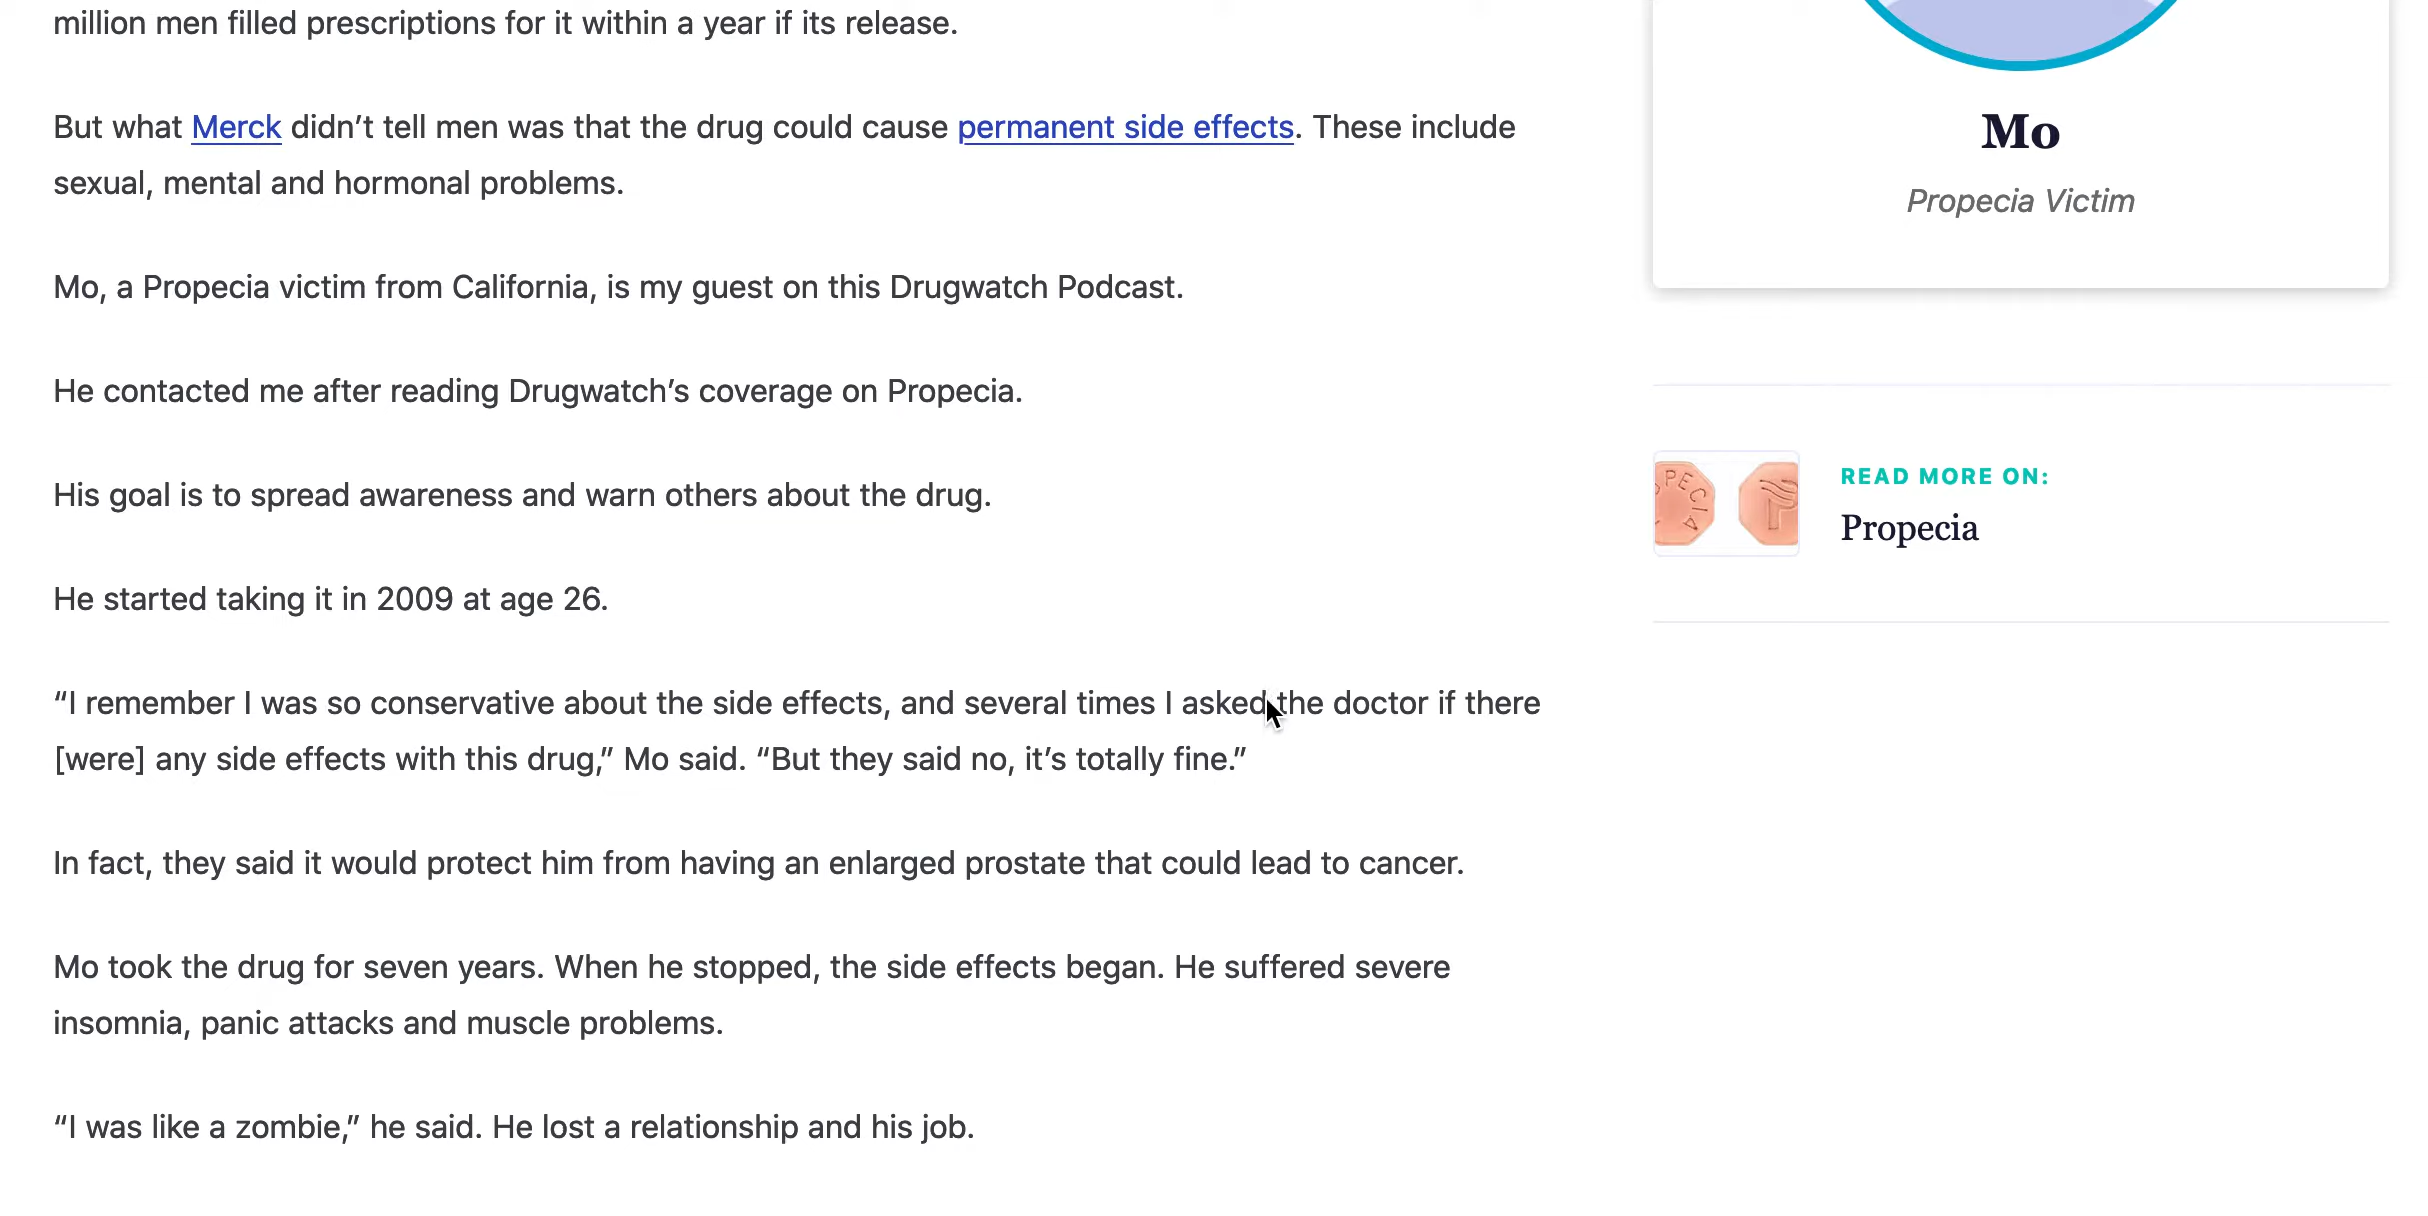 million men filled prescriptions for it within a year if its release.
But what Merck didn’t tell men was that the drug could cause permanent side effects. These include
sexual, mental and hormonal problems.
Mo, a Propecia victim from California, is my guest on this Drugwatch Podcast.
He contacted me after reading Drugwatch’s coverage on Propecia.
His goal is to spread awareness and warn others about the drug.
He started taking it in 2009 at age 26.
“I remember I was so conservative about the side effects, and several times I asked the doctor if there
[were] any side effects with this drug,” Mo said. “But they said no, it’s totally fine.”
In fact, they said it would protect him from having an enlarged prostate that could lead to cancer.
Mo took the drug for seven years. When he stopped, the side effects began. He suffered severe
insomnia, panic attacks and muscle problems.
“I was like a zombie,” he said. He lost a relationship and his job.
Mo
Propecia Victim
PECIA
P
READ MORE ON:
Propecia